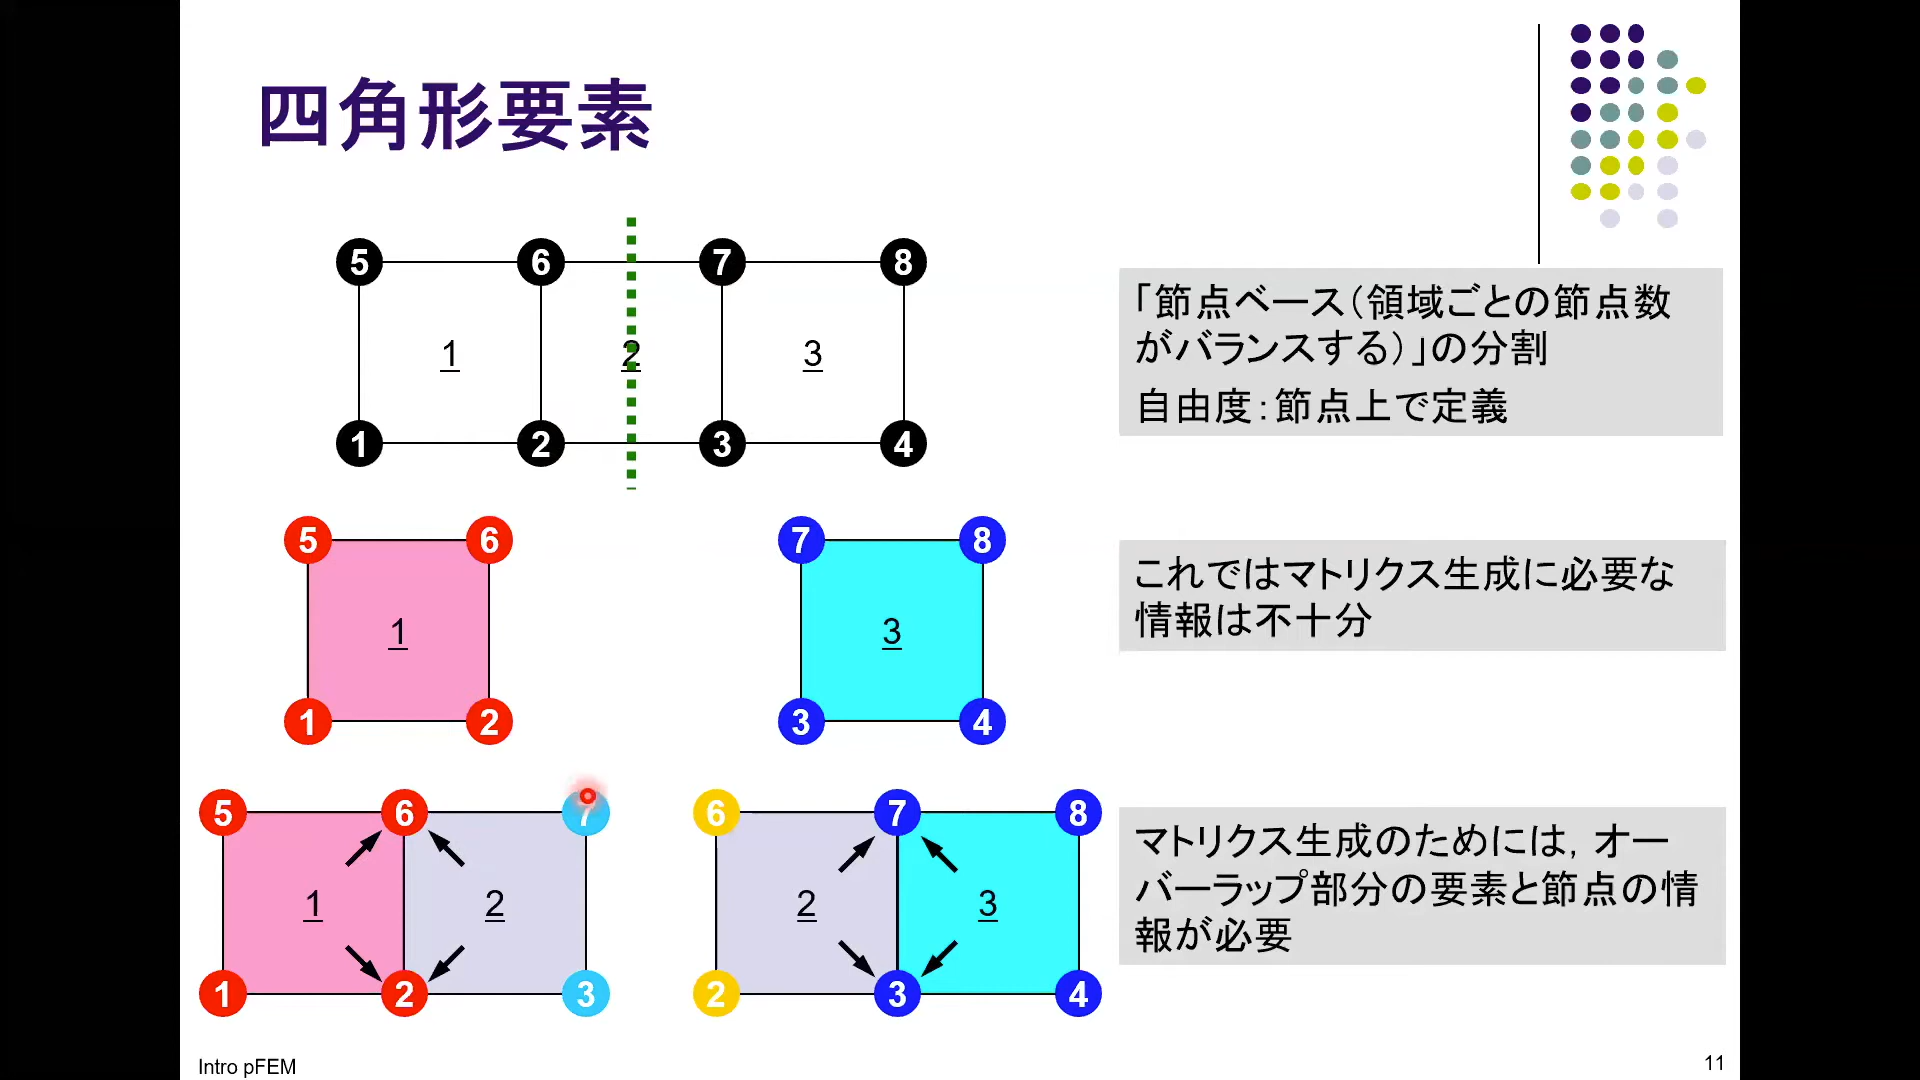 四角形要素
5 6 7 8
1 2 3
1 2 3 4
「節点ベース（領域ごとの節点数
がバランスする）」の分割
自由度：節点上で定義
5 6
1
1 2
7 8
3
3 4
これではマトリクス生成に必要な
情報は不十分
5 6 7
1 2
1 2 3
6 7 8
2 3
2 3 4
マトリクス生成のためには，オー
バーラップ部分の要素と節点の情
報が必要
Intro pFEM
11